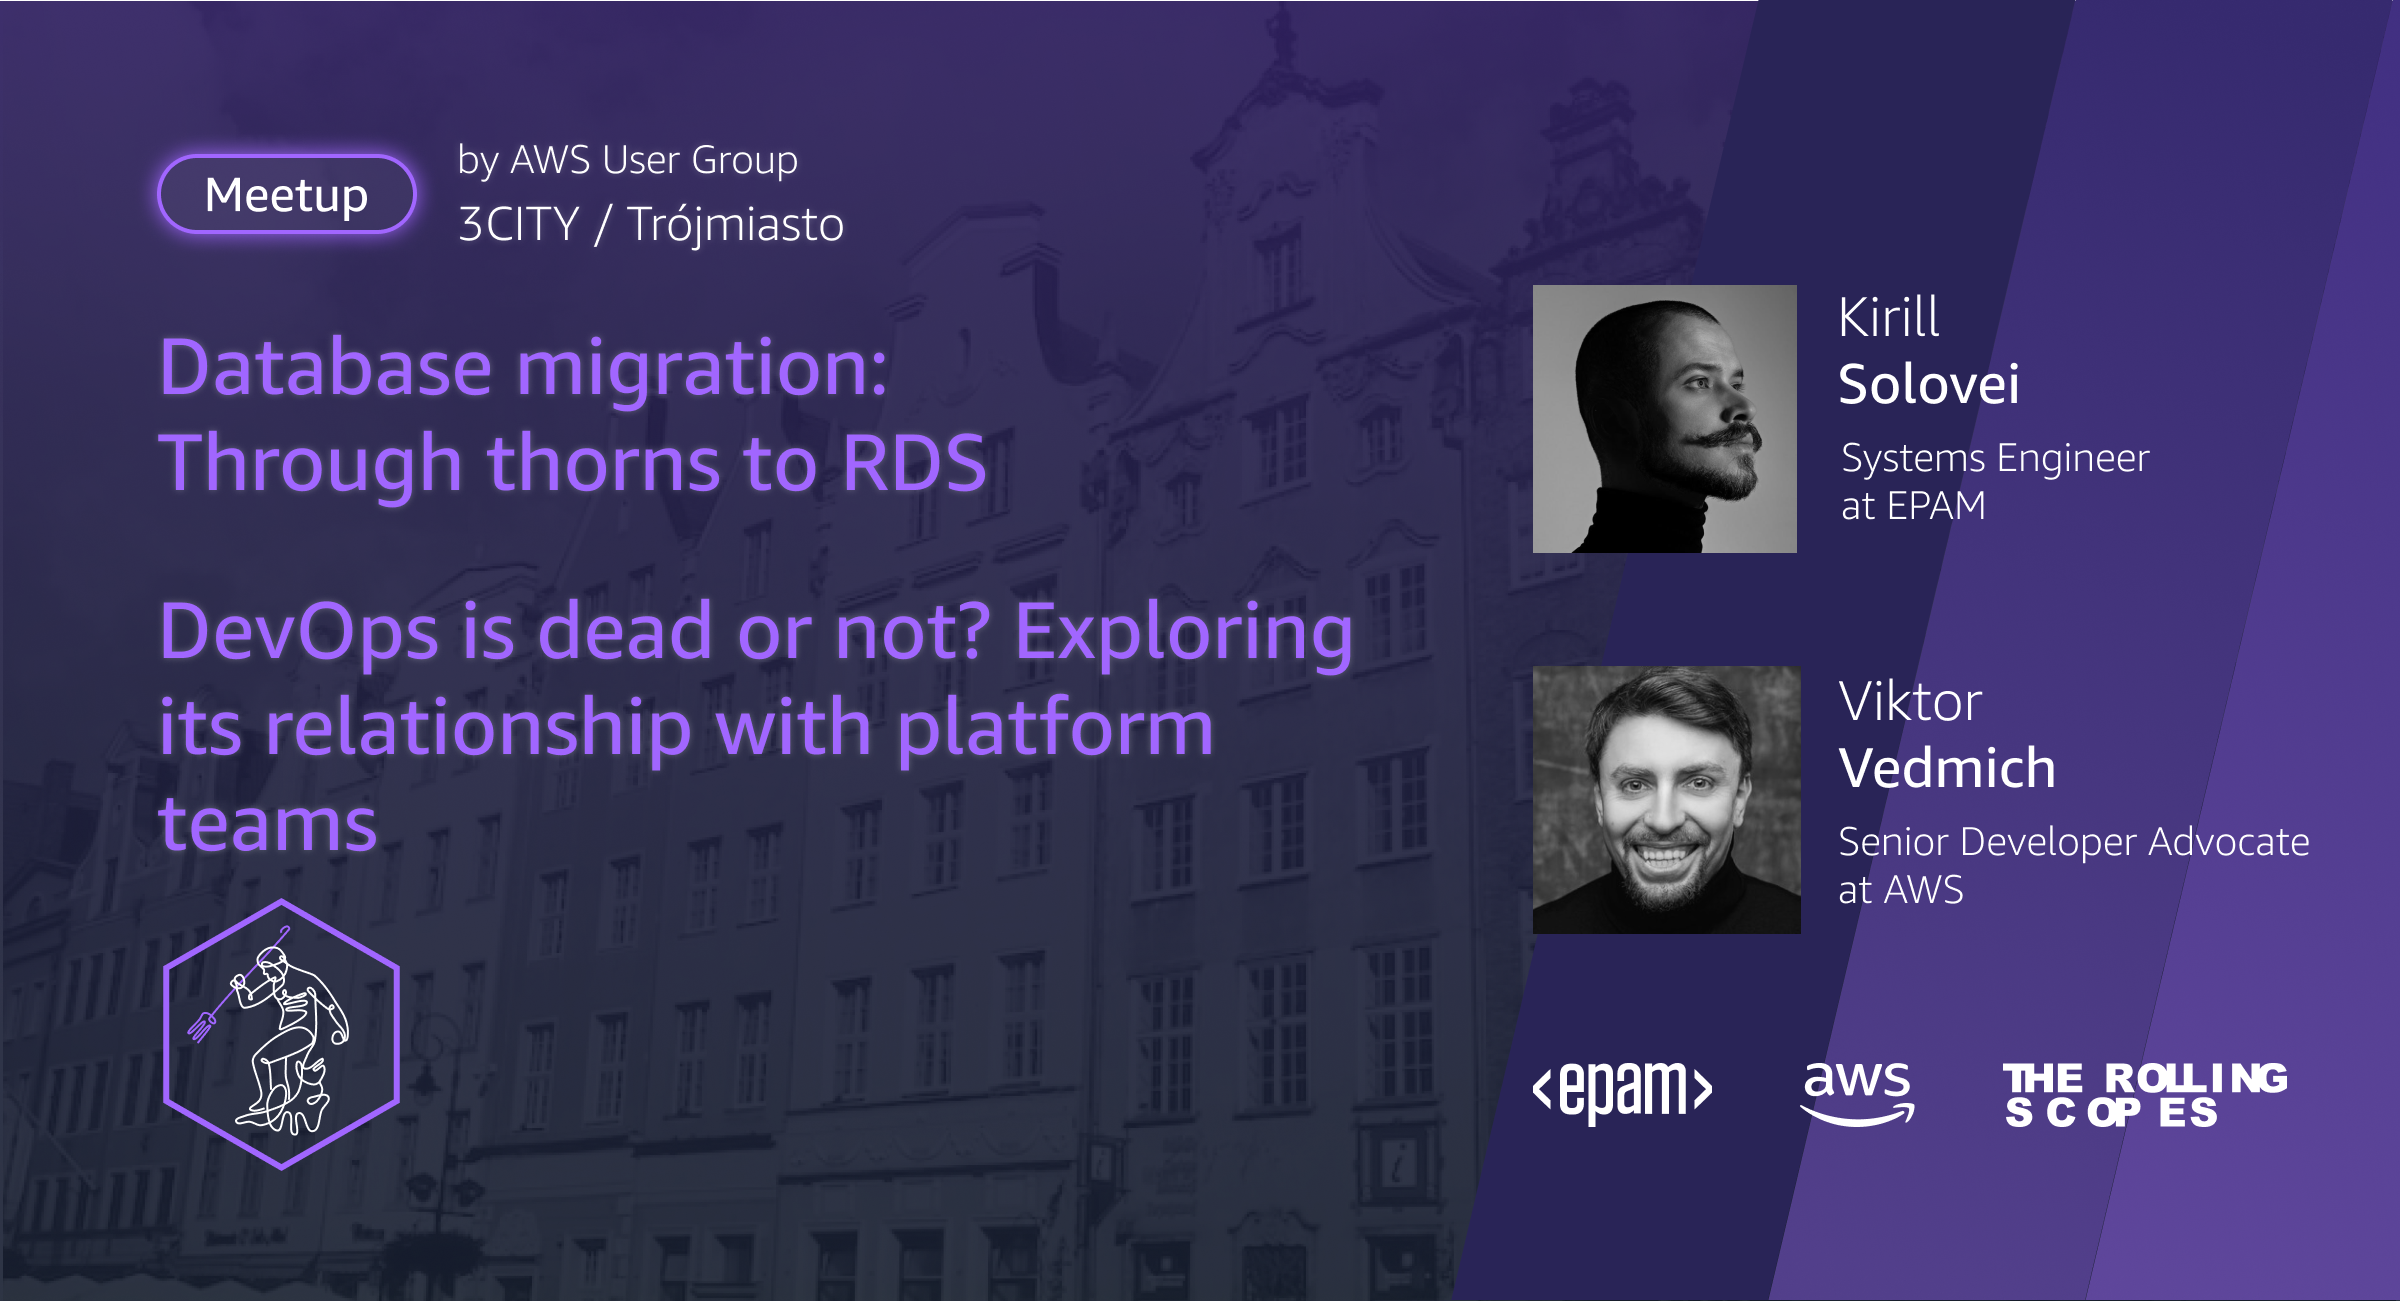 Meetup
by AWS User Group
3CITY / Trójmiasto
Database migration:
Through thorns to RDS
DevOps is dead or not? Exploring
its relationship with platform
teams
Kirill
Solovei
Systems Engineer
at EPAM
Viktor
Vedmich
Senior Developer Advocate
at AWS
<epam>
aws
THE ROLLING
SCOPES